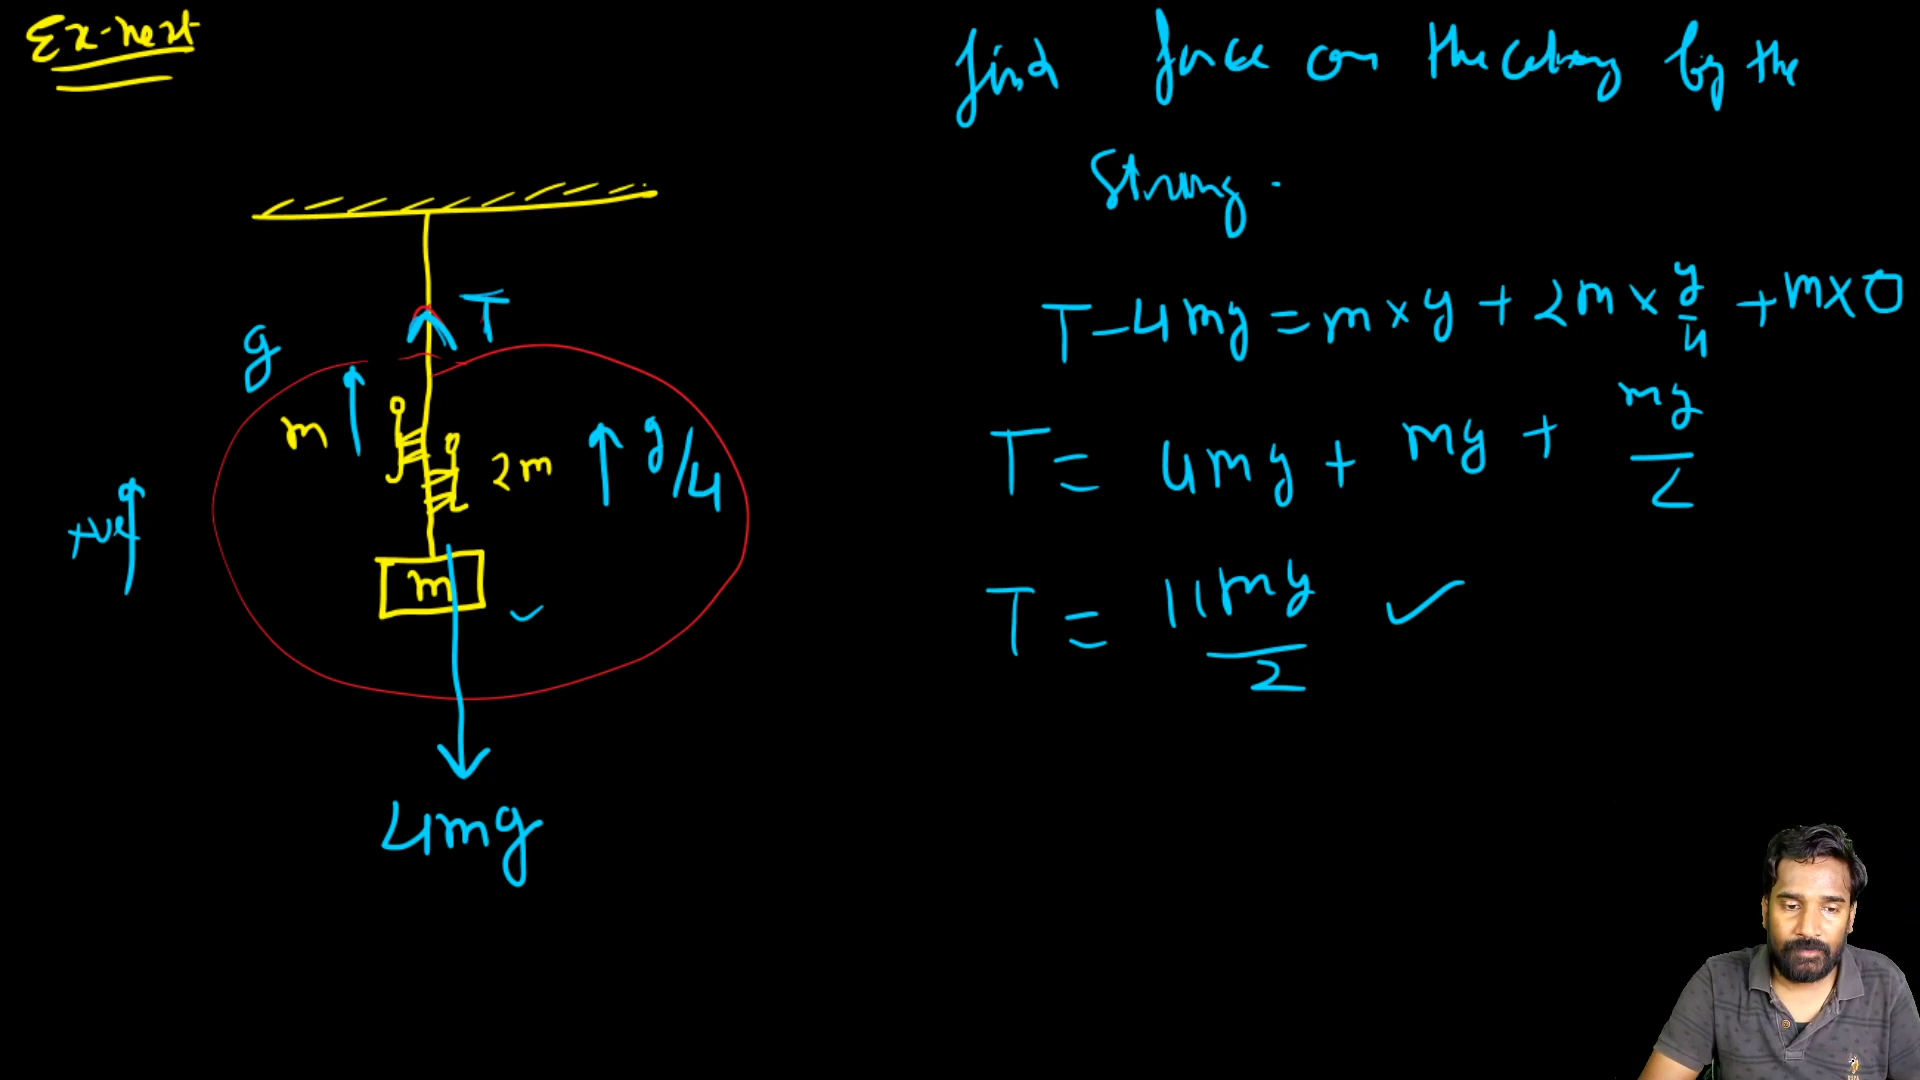 Ex-next
find force on the ceiling by the
string.
T-4mg=m×g+2m×g/4+m×0
T= 4mg+mg+mg/2
T=11mg/2
T
g
m
2m
g/4
+ve
m
4mg